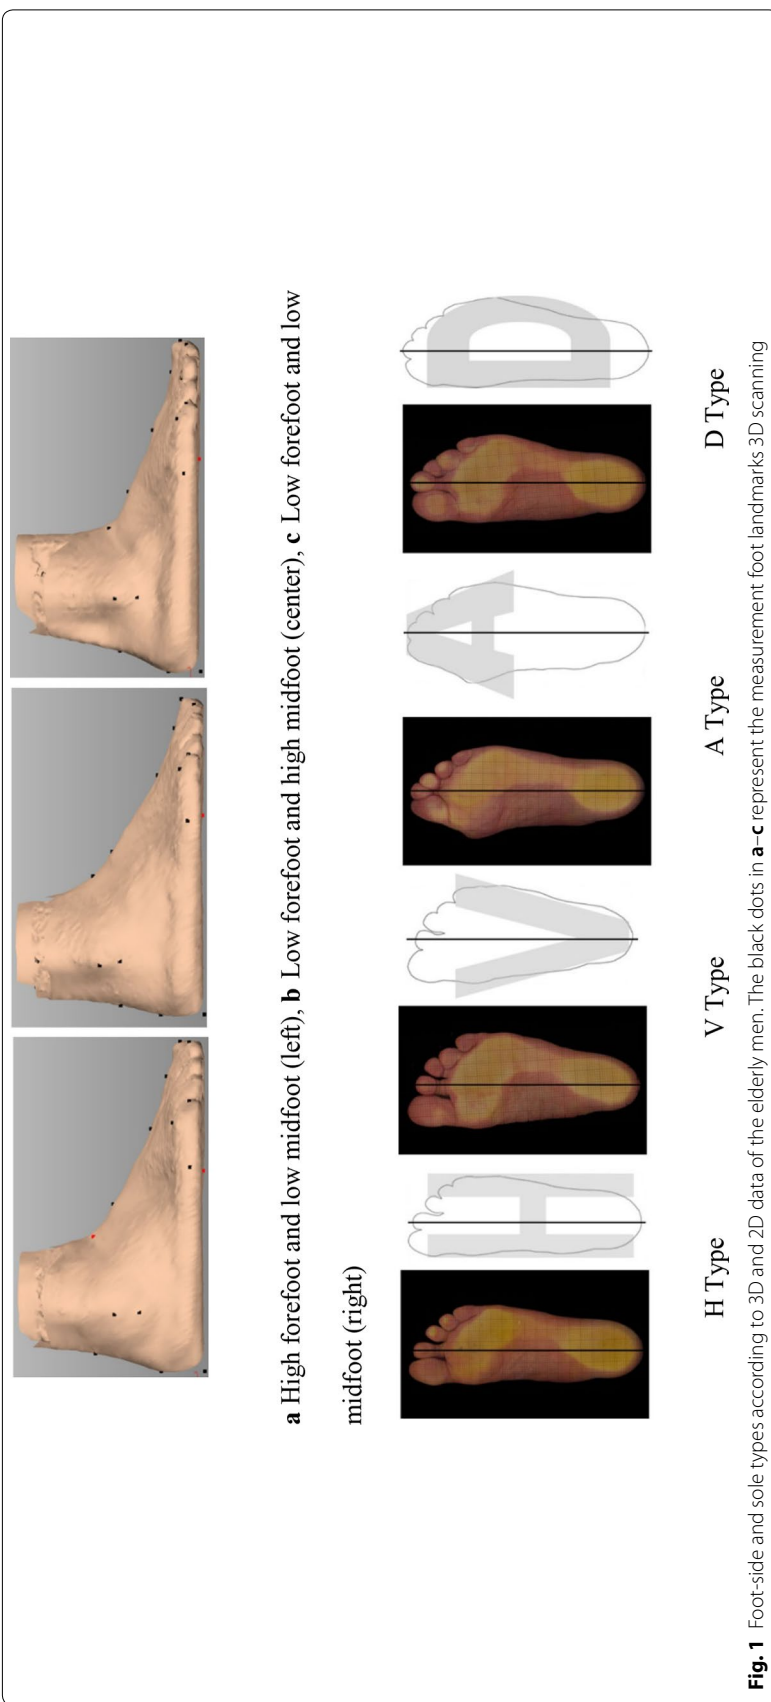 a High forefoot and low midfoot (left), b Low forefoot and high midfoot (center), c Low forefoot and low
midfoot (right)
H
V
A
D
H Type
V Type
A Type
D Type
Fig. 1 Foot-side and sole types according to 3D and 2D data of the elderly men. The black dots in a–c represent the measurement foot landmarks 3D scanning